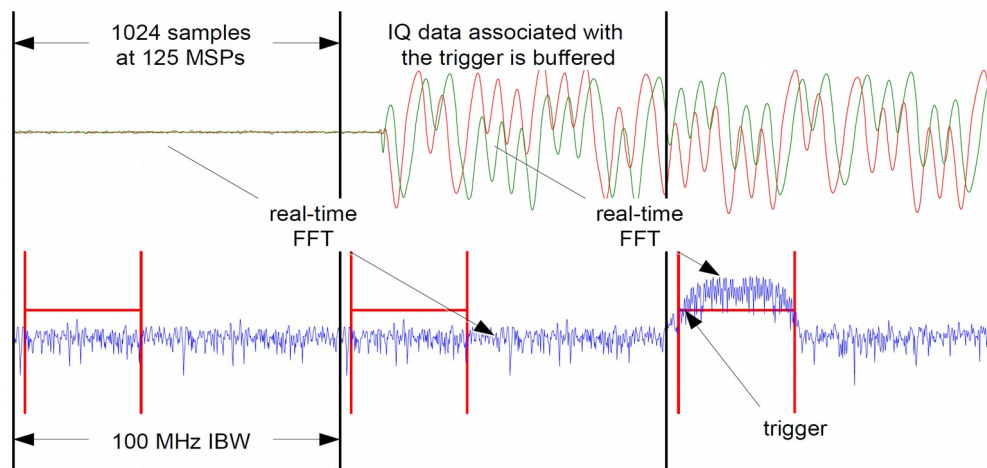 1024 samples
at 125 MSPs
IQ data associated with
the trigger is buffered
real-time
FFT
real-time
FFT
trigger
100 MHz IBW